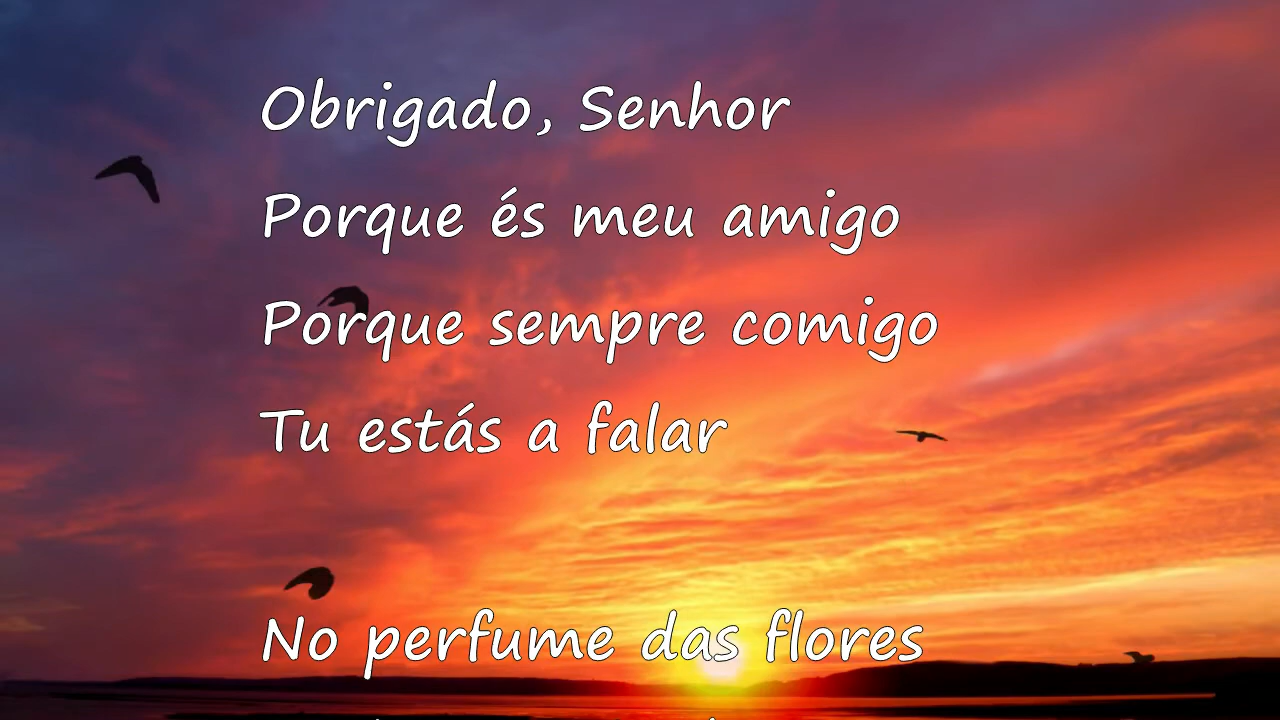 Obrigado, Senhor
Porque és meu amigo
Porque sempre comigo
Tu estás a falar
No perfume das flores